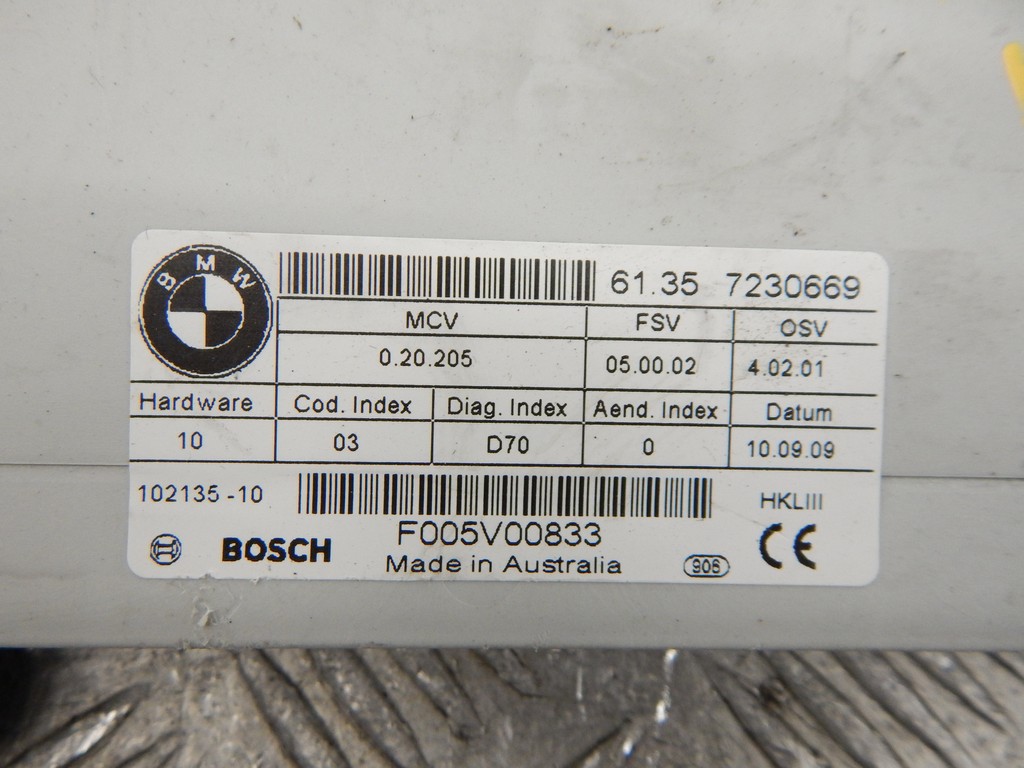 BMW
61.35 7230669
MCV FSV OSV
0.20.205 05.00.02 4.02.01
Hardware Cod. Index Diag. Index Aend. Index Datum
10 03 D70 0 10.09.09
102135-10 HKLIII
F005V00833
BOSCH Made in Australia 906 CE